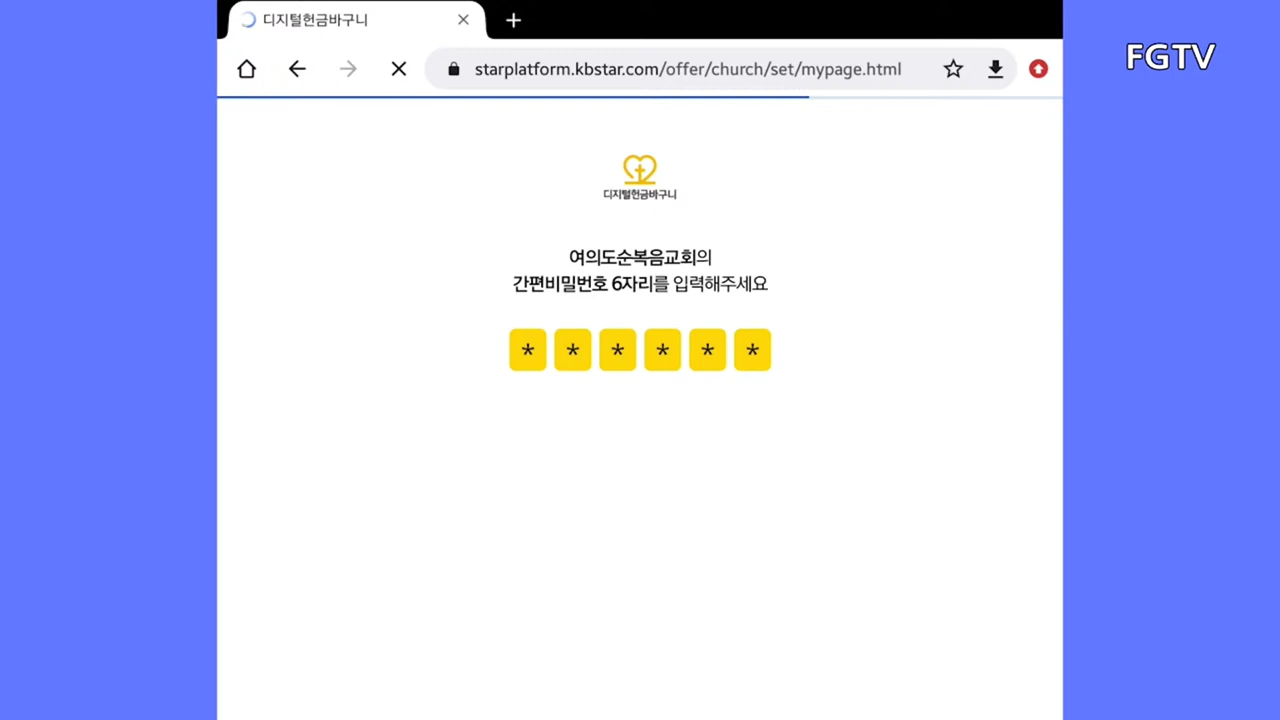 디지털헌금바구니
FGTV
starplatform.kbstar.com/offer/church/set/mypage.html
디지털헌금바구니
여의도순복음교회의
간편비밀번호 6자리를 입력해주세요
* * * * * *